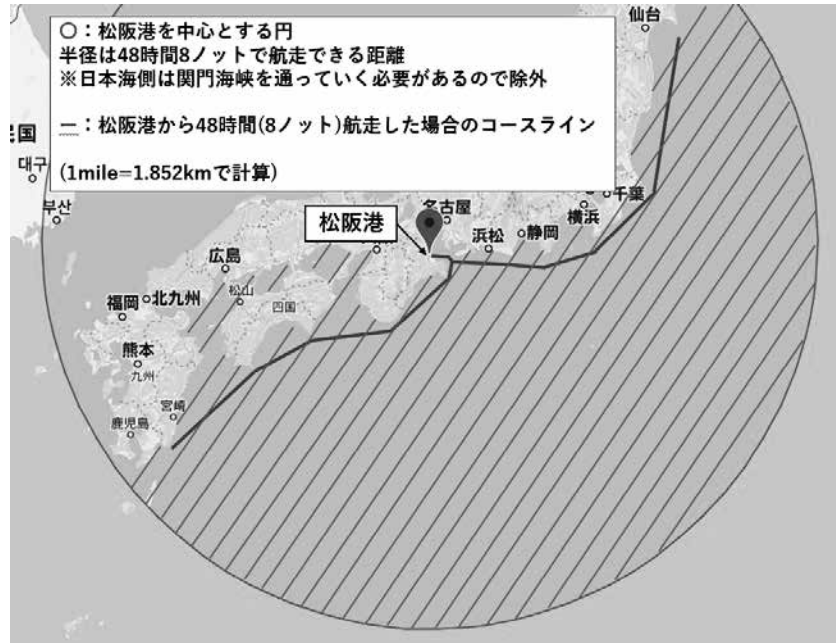 ○：松阪港を中心とする円
半径は48時間8ノットで航走できる距離
※日本海側は関門海峡を通っていく必要があるので除外
―：松阪港から48時間(8ノット)航走した場合のコースライン
(1mile=1.852kmで計算)
仙台
民国
대구
부산
千葉
横浜
名古屋
静岡
浜松
松阪港
広島
松山
四国
北九州
福岡
熊本
九州
宮崎
鹿児島